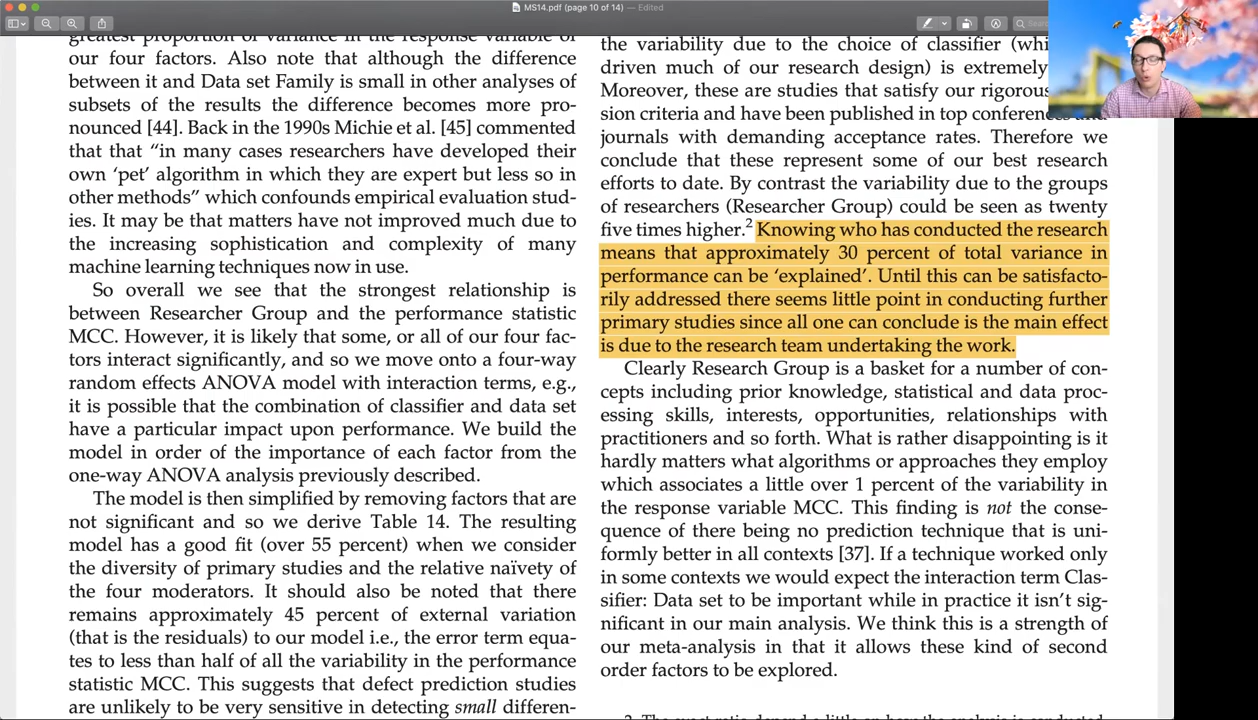 MS14.pdf (page 10 of 14) — Edited
greatest proportion of variance in the response variable of
our four factors. Also note that although the difference
between it and Data set Family is small in other analyses of
subsets of the results the difference becomes more pro-
nounced [44]. Back in the 1990s Michie et al. [45] commented
that that “in many cases researchers have developed their
own ‘pet’ algorithm in which they are expert but less so in
other methods” which confounds empirical evaluation stud-
ies. It may be that matters have not improved much due to
the increasing sophistication and complexity of many
machine learning techniques now in use.
So overall we see that the strongest relationship is
between Researcher Group and the performance statistic
MCC. However, it is likely that some, or all of our four fac-
tors interact significantly, and so we move onto a four-way
random effects ANOVA model with interaction terms, e.g.,
it is possible that the combination of classifier and data set
have a particular impact upon performance. We build the
model in order of the importance of each factor from the
one-way ANOVA analysis previously described.
The model is then simplified by removing factors that are
not significant and so we derive Table 14. The resulting
model has a good fit (over 55 percent) when we consider
the diversity of primary studies and the relative naïvety of
the four moderators. It should also be noted that there
remains approximately 45 percent of external variation
(that is the residuals) to our model i.e., the error term equa-
tes to less than half of all the variability in the performance
statistic MCC. This suggests that defect prediction studies
are unlikely to be very sensitive in detecting small differen-
the variability due to the choice of classifier
driven much of our research design) is extremely
Moreover, these are studies that satisfy our rigorous
sion criteria and have been published in top
journals with demanding acceptance rates. Therefore we
conclude that these represent some of our best research
efforts to date. By contrast the variability due to the groups
of researchers (Researcher Group) could be seen as twenty
five times higher.2 Knowing who has conducted the research
means that approximately 30 percent of total variance in
performance can be ‘explained’. Until this can be satisfacto-
rily addressed there seems little point in conducting further
primary studies since all one can conclude is the main effect
is due to the research team undertaking the work.
Clearly Research Group is a basket for a number of con-
cepts including prior knowledge, statistical and data proc-
essing skills, interests, opportunities, relationships with
practitioners and so forth. What is rather disappointing is it
hardly matters what algorithms or approaches they employ
which associates a little over 1 percent of the variability in
the response variable MCC. This finding is not the conse-
quence of there being no prediction technique that is uni-
formly better in all contexts [37]. If a technique worked only
in some contexts we would expect the interaction term Clas-
sifier: Data set to be important while in practice it isn’t sig-
nificant in our main analysis. We think this is a strength of
our meta-analysis in that it allows these kind of second
order factors to be explored.